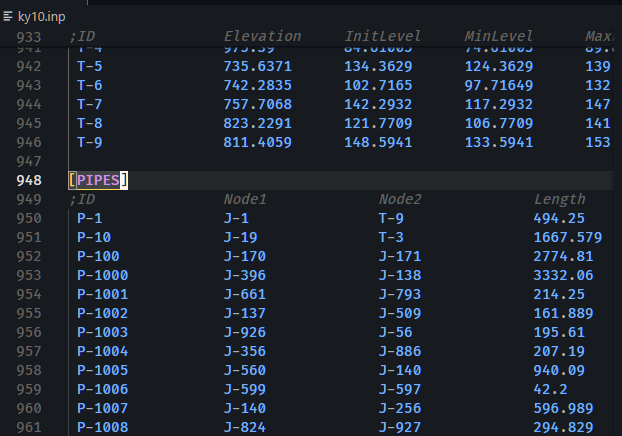 ky10.inp
933 ;ID Elevation InitLevel MinLevel Max
941 T-4 975.39 84.61005 74.61005 89.
942 T-5 735.6371 134.3629 124.3629 139
943 T-6 742.2835 102.7165 97.71649 132
944 T-7 757.7068 142.2932 117.2932 147
945 T-8 823.2291 121.7709 106.7709 141
946 T-9 811.4059 148.5941 133.5941 153
947
948 [PIPES]
949 ;ID Node1 Node2 Length
950 P-1 J-1 T-9 494.25
951 P-10 J-19 T-3 1667.579
952 P-100 J-170 J-171 2774.81
953 P-1000 J-396 J-138 3332.06
954 P-1001 J-661 J-793 214.25
955 P-1002 J-137 J-509 161.889
956 P-1003 J-926 J-56 195.61
957 P-1004 J-356 J-886 207.19
958 P-1005 J-560 J-140 940.09
959 P-1006 J-599 J-597 42.2
960 P-1007 J-140 J-256 596.989
961 P-1008 J-824 J-927 294.829